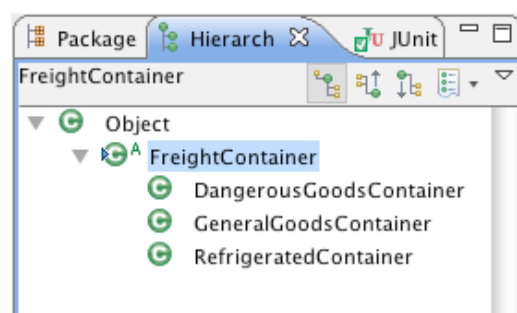 Package Hierarch JUnit
FreightContainer
Object
A FreightContainer
DangerousGoodsContainer
GeneralGoodsContainer
RefrigeratedContainer